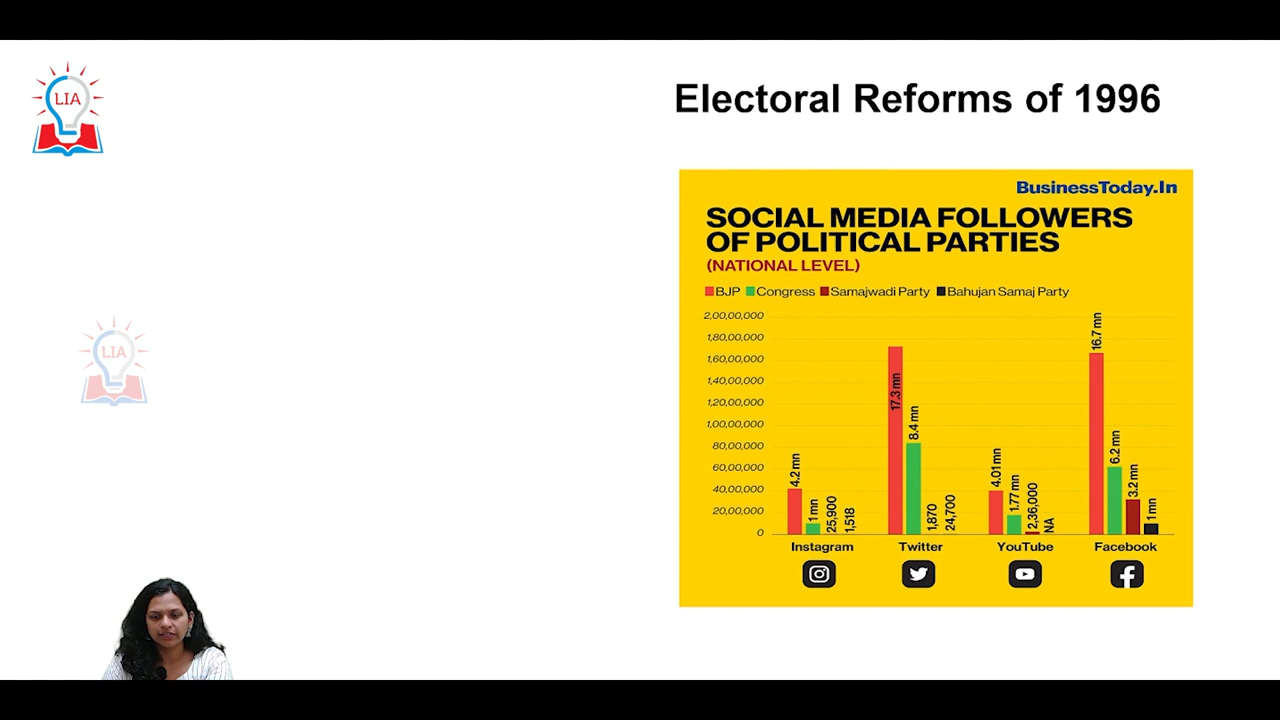 LIA
Electoral Reforms of 1996
BusinessToday.In
SOCIAL MEDIA FOLLOWERS
OF POLITICAL PARTIES
(NATIONAL LEVEL)
BJP Congress Samajwadi Party Bahujan Samaj Party
2,00,00,000
1,80,00,000
1,60,00,000
1,40,00,000
1,20,00,000
1,00,00,000
80,00,000
60,00,000
40,00,000
20,00,000
0
4.2 mn
1 mn
25,900
1,518
17.3 mn
8.4 mn
1,870
24,700
4.01 mn
1.77 mn
2,36,000
NA
16.7 mn
6.2 mn
3.2 mn
1 mn
Instagram Twitter YouTube Facebook
LIA